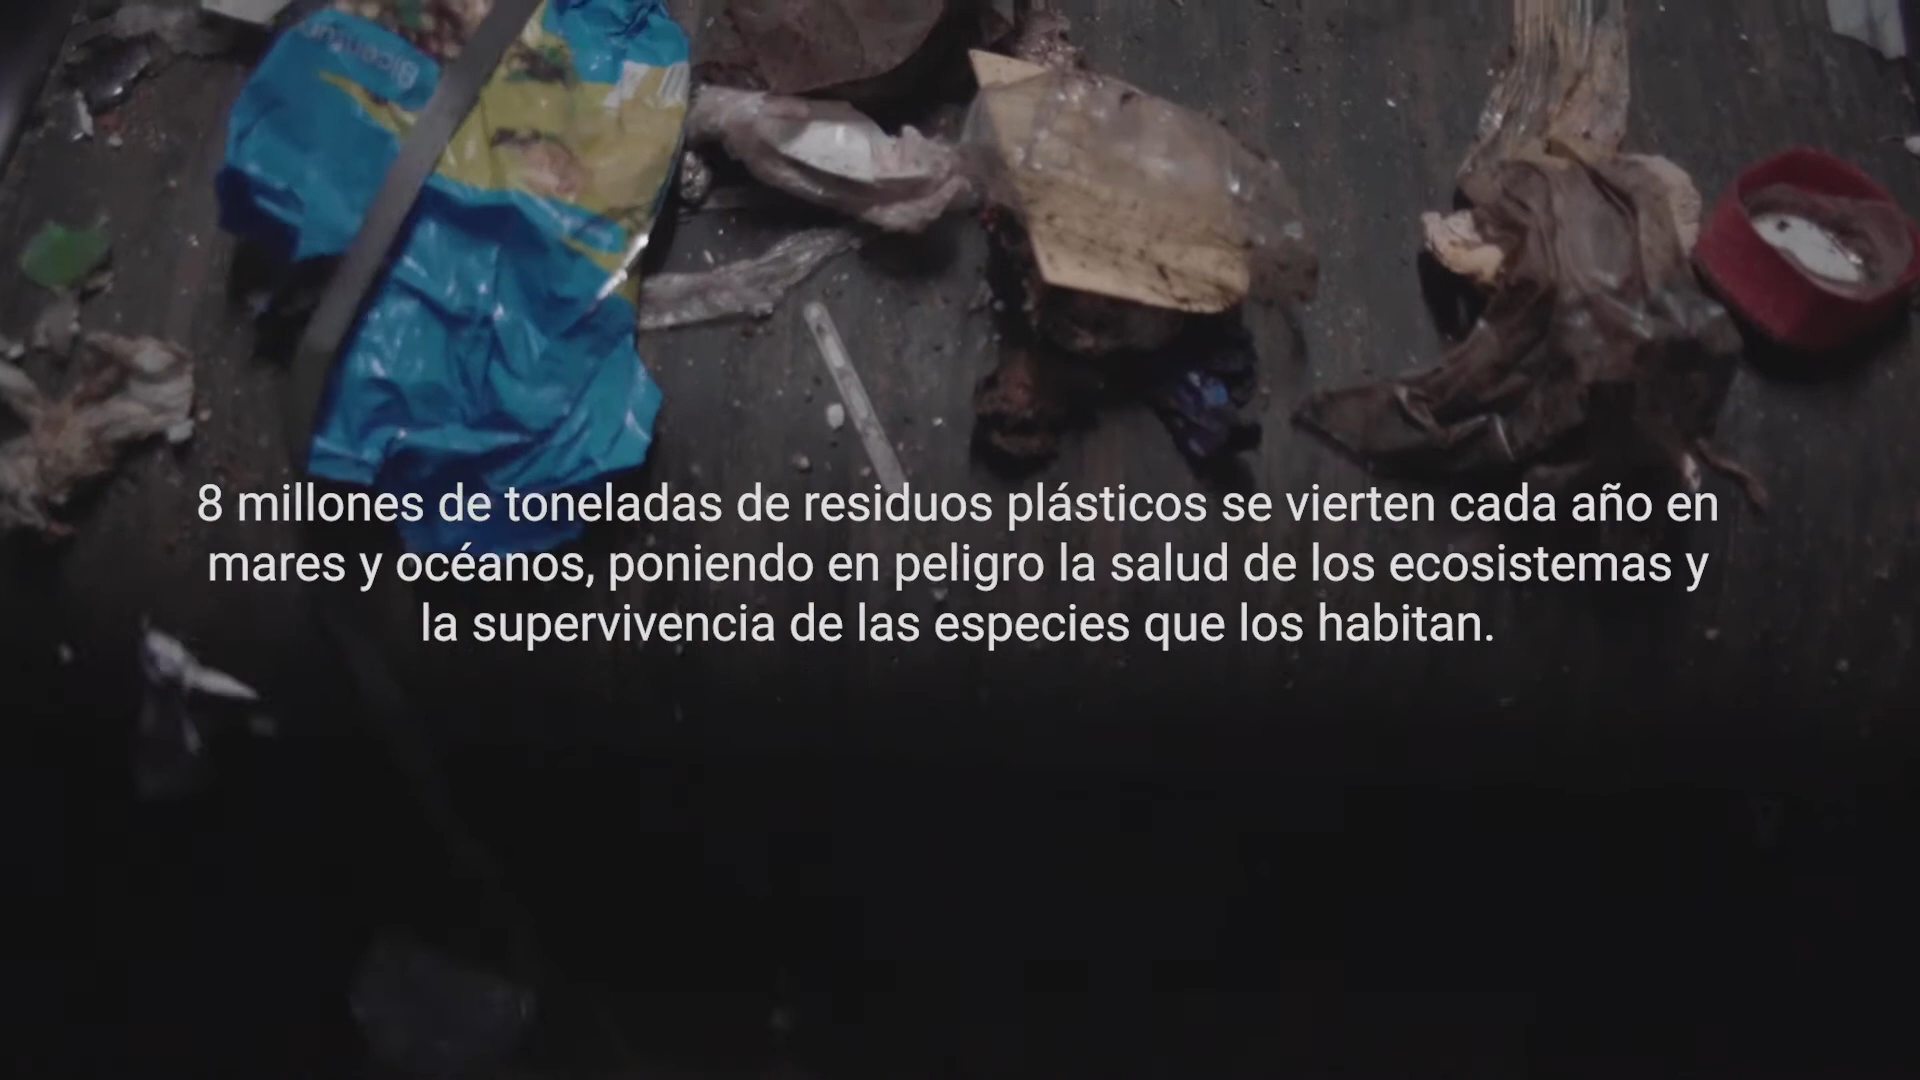 Bicentury
8 millones de toneladas de residuos plásticos se vierten cada año en
mares y océanos, poniendo en peligro la salud de los ecosistemas y
la supervivencia de las especies que los habitan.